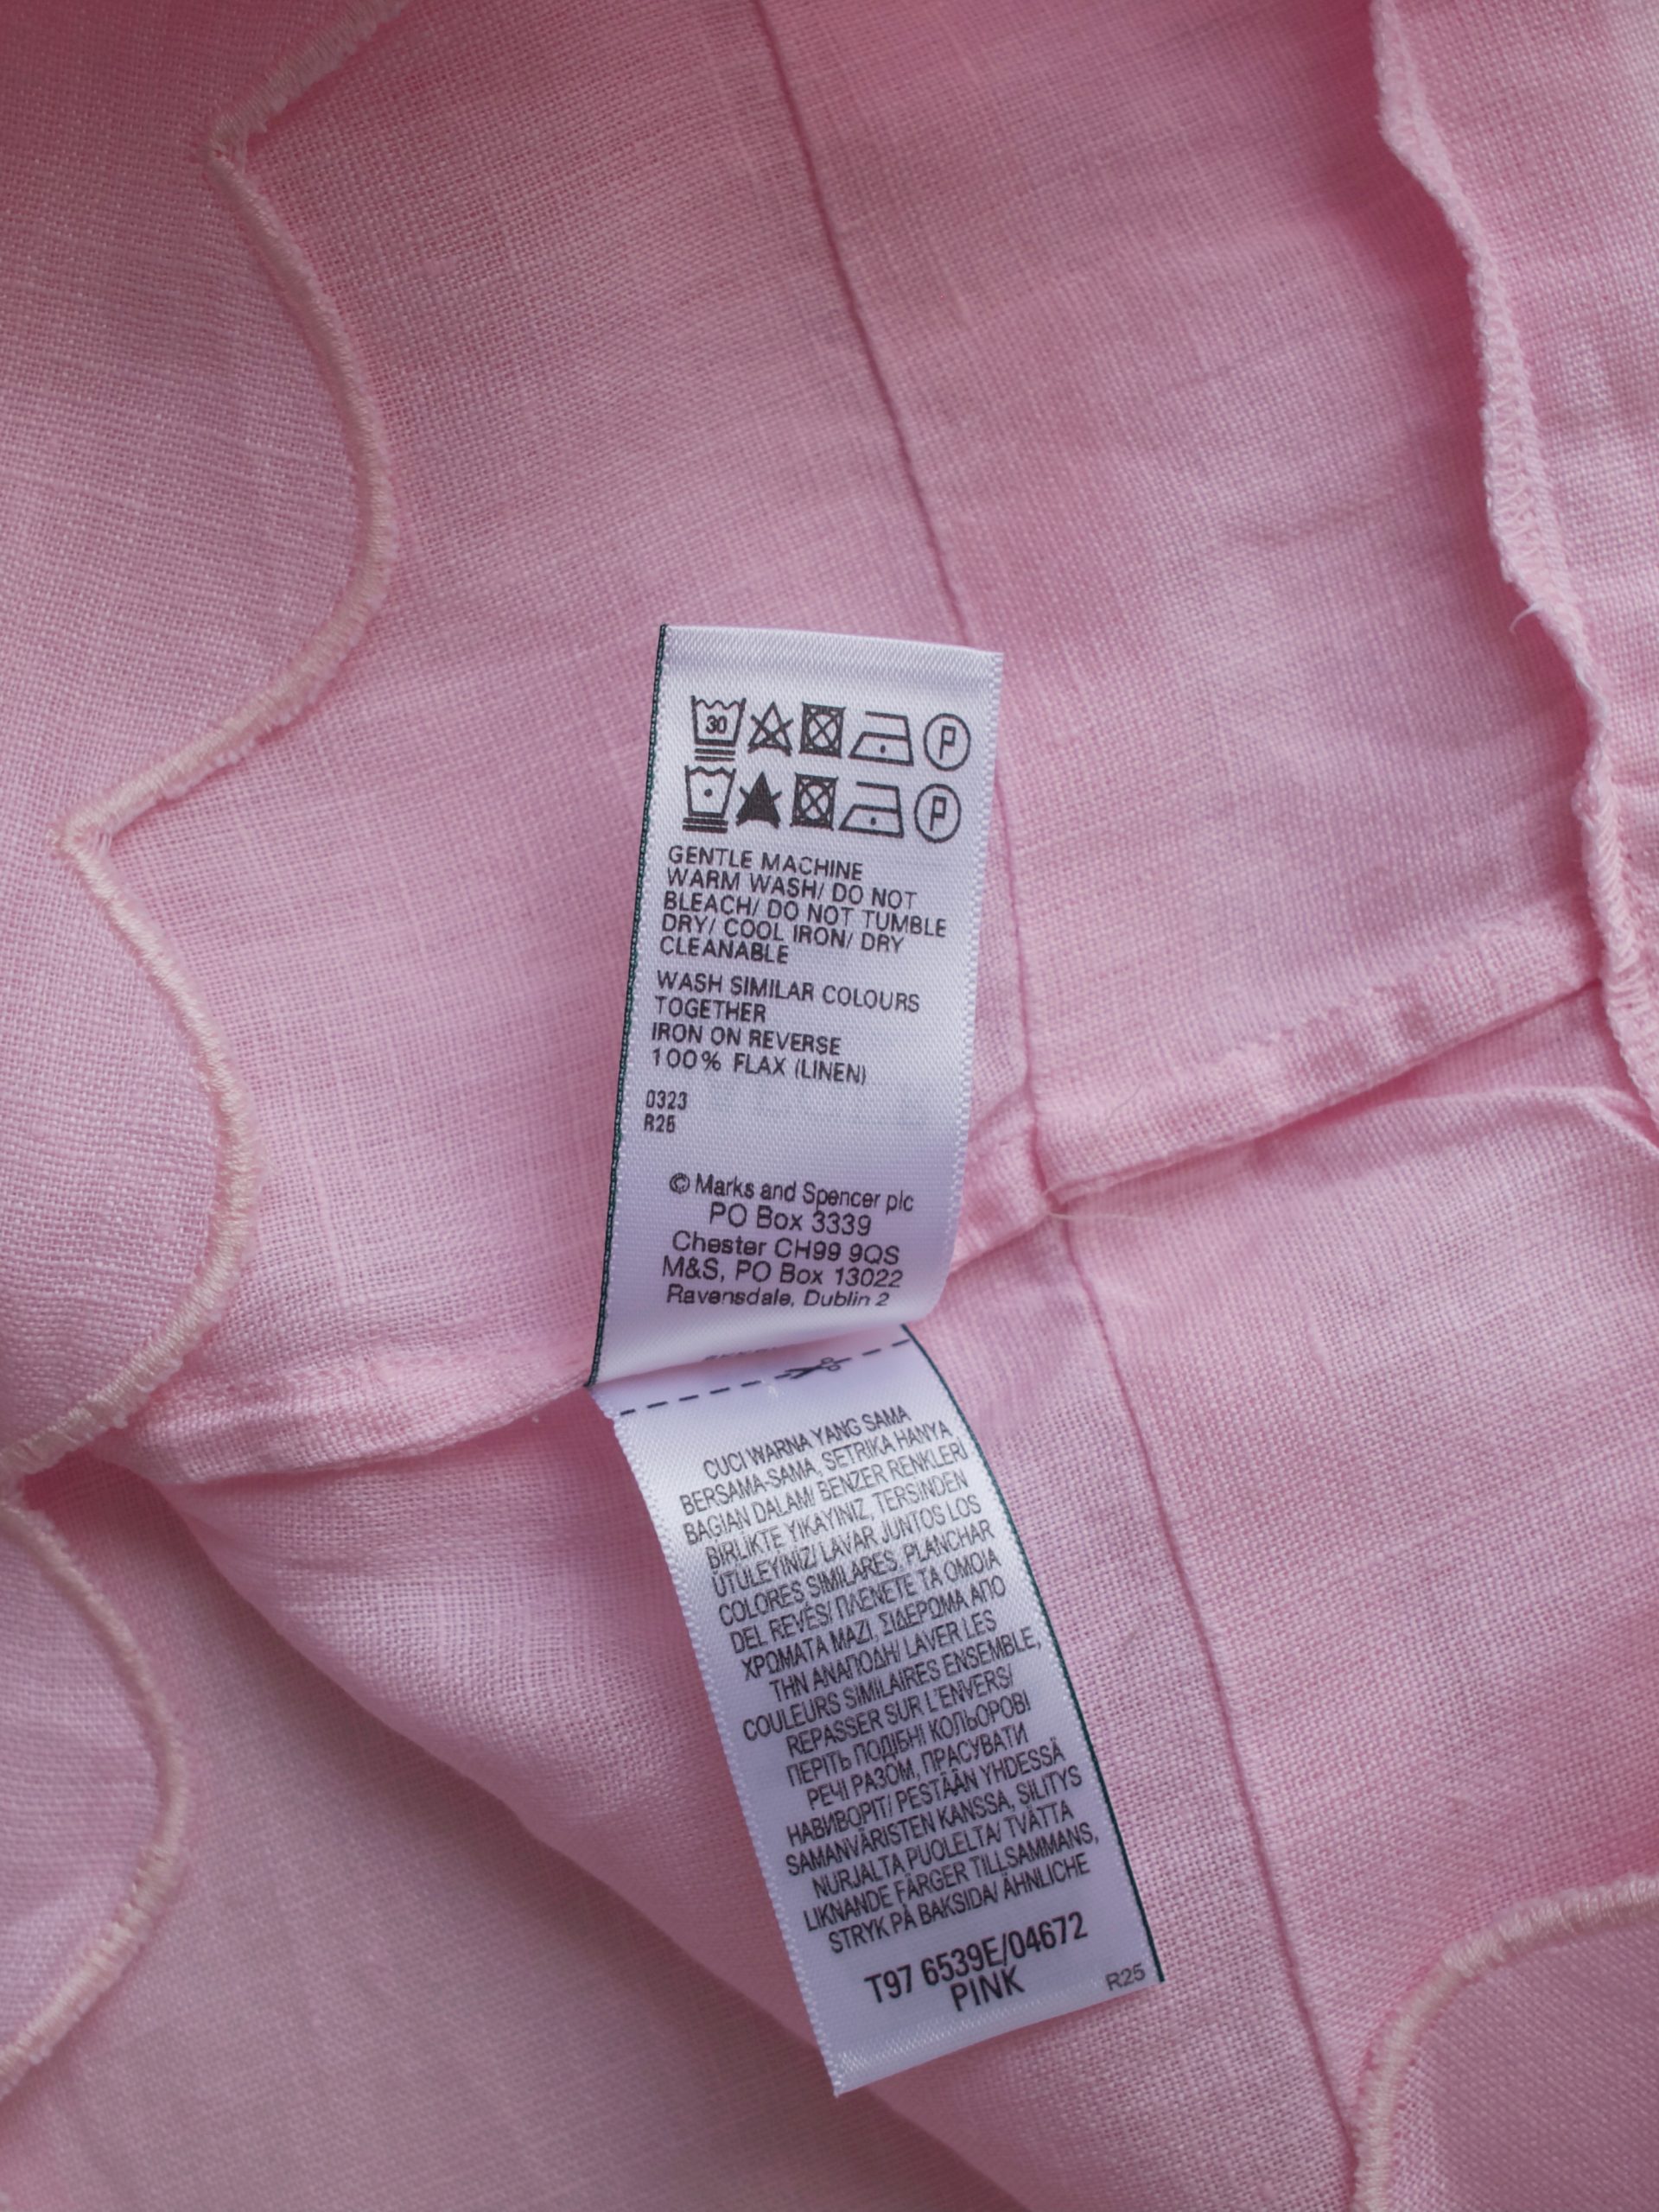 30
P
P
GENTLE MACHINE
WARM WASH/ DO NOT
BLEACH/ DO NOT TUMBLE
DRY/ COOL IRON/ DRY
CLEANABLE
WASH SIMILAR COLOURS
TOGETHER
IRON ON REVERSE
100% FLAX (LINEN)
0323
R25
© Marks and Spencer plc
PO Box 3339
Chester CH99 9QS
M&S, PO Box 13022
Ravensdale, Dublin 2
CUCI WARNA YANG SAMA
BERSAMA-SAMA, SETRIKA HANYA
BAGIAN DALAM/ BENZER RENKLERİ
BİRLİKTE YIKAYINIZ, TERSİNDEN
ÜTÜLEYİNİZ/ LAVAR JUNTOS LOS
COLORES SIMILARES, PLANCHAR
DEL REVÉS/ ΠΛΕΝΕΤΕ ΤΑ ΟΜΟΙΑ
ΧΡΩΜΑΤΑ ΜΑΖΙ, ΣΙΔΕΡΩΜΑ ΑΠΟ
ΤΗΝ ΑΝΑΠΟΔΗ/ LAVER LES
COULEURS SIMILAIRES ENSEMBLE,
REPASSER SUR L'ENVERS/
ПЕРІТЬ ПОДІБНІ КОЛЬОРОВІ
РЕЧІ РАЗОМ, ПРАСУВАТИ
НАВИВОРІТ/ PESTÄÄN YHDESSÄ
SAMANVÄRISTEN KANSSA, SILITYS
NURJALTA PUOLELTA/ TVÄTTA
LIKNANDE FÄRGER TILLSAMMANS,
STRYK PÅ BAKSIDA/ ÄHNLICHE
T97 6539E/04672
PINK
R25